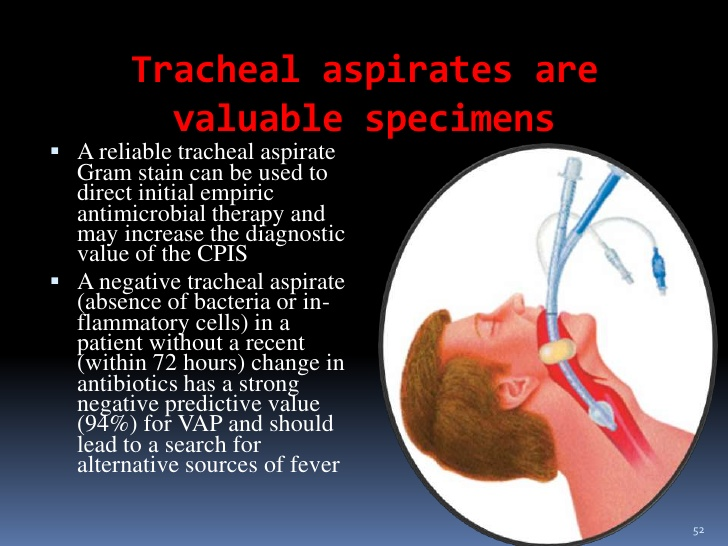 Tracheal aspirates are
valuable specimens
▪ A reliable tracheal aspirate
Gram stain can be used to
direct initial empiric
antimicrobial therapy and
may increase the diagnostic
value of the CPIS
▪ A negative tracheal aspirate
(absence of bacteria or in-
flammatory cells) in a
patient without a recent
(within 72 hours) change in
antibiotics has a strong
negative predictive value
(94%) for VAP and should
lead to a search for
alternative sources of fever
52